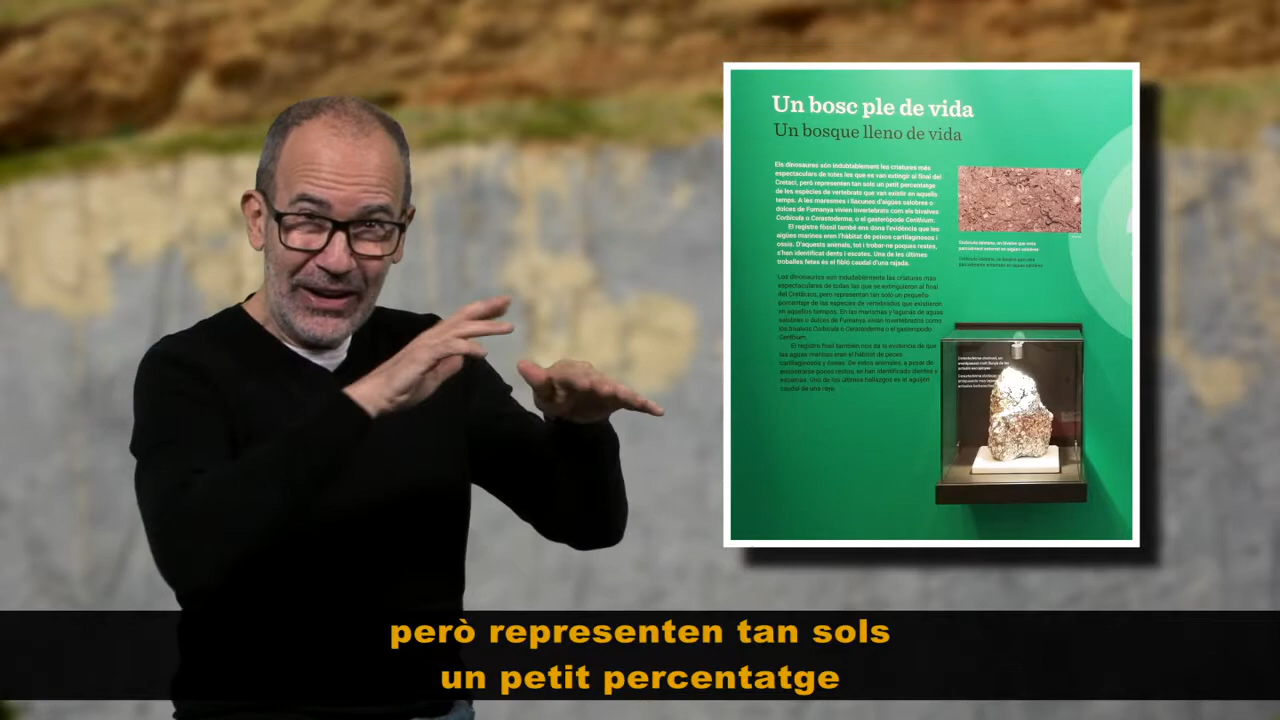 Un bosc ple de vida
Un bosque lleno de vida
Els dinosaures són indubtablement les criatures més
espectaculars de totes les que es van extingir al final del
Cretaci, però representen tan sols un petit percentatge
de les espècies de vertebrats que van existir en aquells
temps. A les maresmes i llacunes d'aigües salobres o
dolces de Fumanya vivien invertebrats com els bivalves
Corbicula o Cerastoderma, o el gasteròpode Cerithium.
El registre fòssil també ens dona l'evidència que les
aigües marines eren l'hàbitat de peixos cartilaginosos i
ossis. D'aquests animals, tot i trobar-ne poques restes,
s'han identificat dents i escates. Una de les últimes
troballes fetes és el fibló caudal d'una rajada.
Los dinosaurios son indudablemente las criaturas más
espectaculares de todas las que se extinguieron al final
del Cretácico, pero representan tan solo un pequeño
porcentaje de las especies de vertebrados que existieron
en aquellos tiempos. En las marismas y lagunas de aguas
salobres o dulces de Fumanya vivían invertebrados como
los bivalvos Corbicula o Cerastoderma o el gasterópodo
Cerithium.
El registro fósil también nos da la evidencia de que
las aguas marinas eran el hábitat de peces
cartilaginosos y óseos. De estos animales, a pesar de
encontrarse pocos restos, se han identificado dientes y
escamas. Uno de los últimos hallazgos es el aguijón
caudal de una raya.
però representen tan sols
un petit percentatge